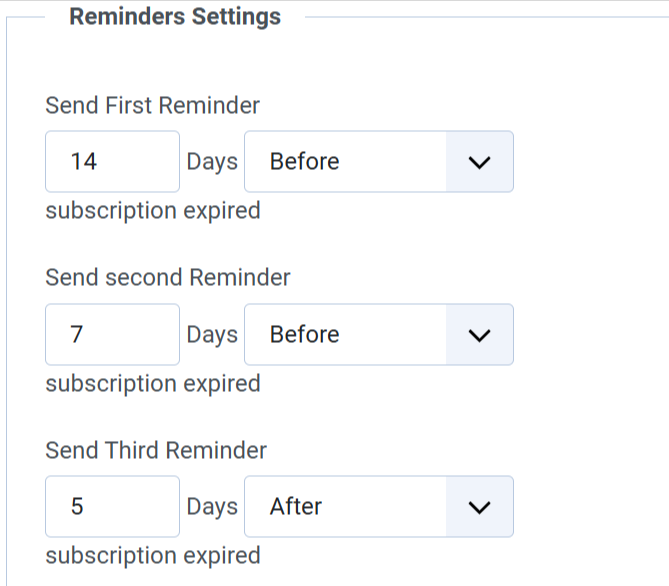 Reminders Settings
Send First Reminder
14 Days Before
subscription expired
Send second Reminder
7 Days Before
subscription expired
Send Third Reminder
5 Days After
subscription expired